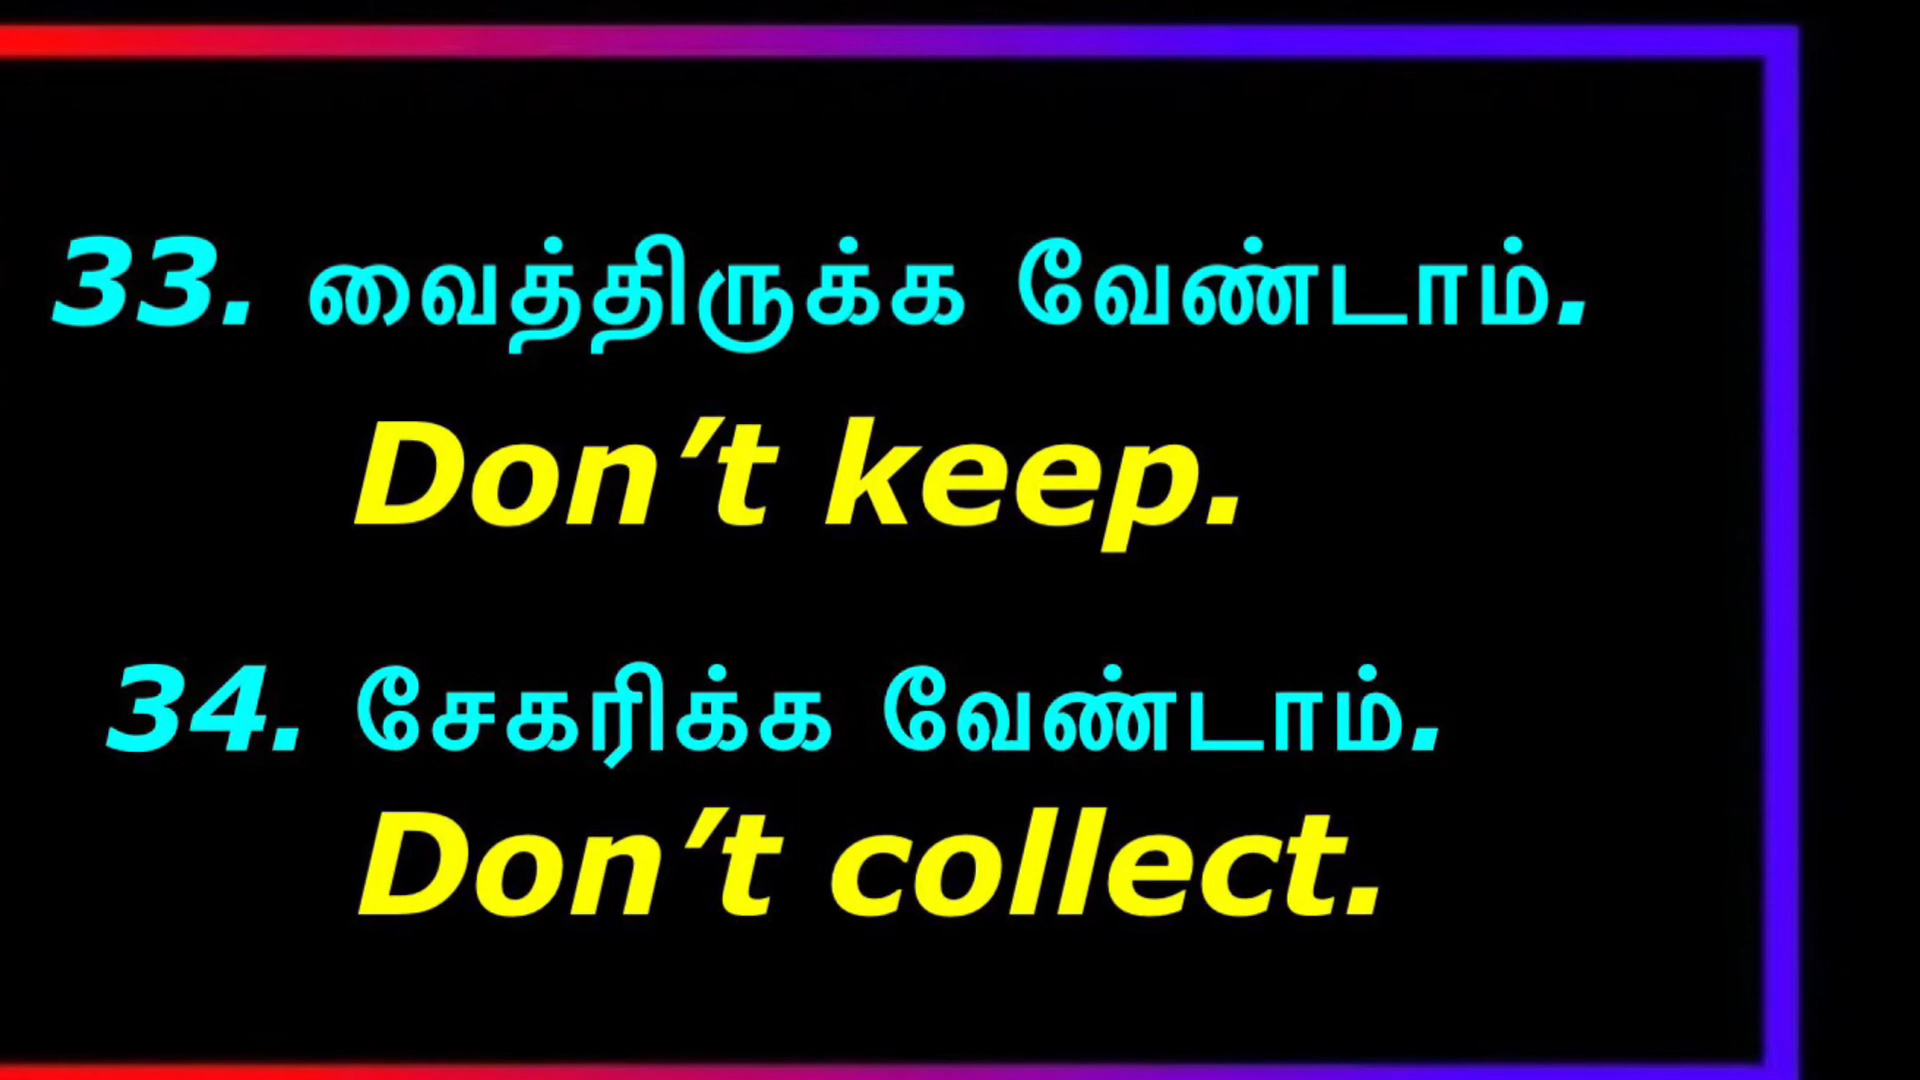 33. வைத்திருக்க வேண்டாம்.
Don’t keep.
34. சேகரிக்க வேண்டாம்.
Don’t collect.